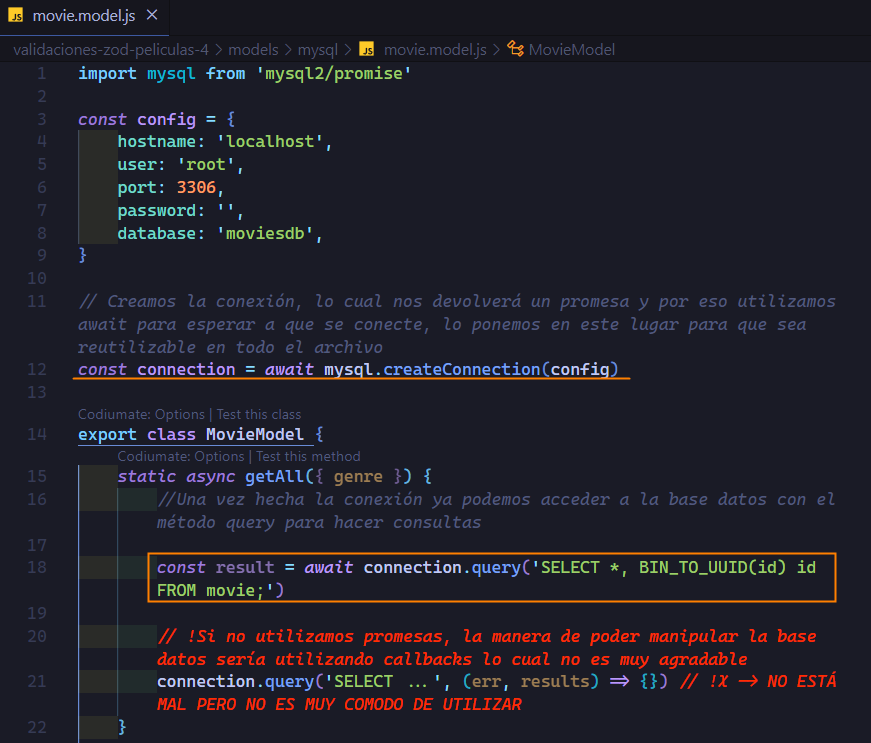 JS movie.model.js ×
validaciones-zod-peliculas-4 > models > mysql > JS movie.model.js > MovieModel
1 import mysql from 'mysql2/promise'
2
3 const config = {
4 hostname: 'localhost',
5 user: 'root',
6 port: 3306,
7 password: '',
8 database: 'moviesdb',
9 }
10
11 // Creamos la conexión, lo cual nos devolverá un promesa y por eso utilizamos
await para esperar a que se conecte, lo ponemos en este lugar para que sea
reutilizable en todo el archivo
12 const connection = await mysql.createConnection(config)
13
Codiumate: Options | Test this class
14 export class MovieModel {
Codiumate: Options | Test this method
15 static async getAll({ genre }) {
16 //Una vez hecha la conexión ya podemos acceder a la base datos con el
método query para hacer consultas
17
18 const result = await connection.query('SELECT *, BIN_TO_UUID(id) id
FROM movie;')
19
20 // !Si no utilizamos promesas, la manera de poder manipular la base
datos sería utilizando callbacks lo cual no es muy agradable
21 connection.query('SELECT ...', (err, results) => {}) // !X -> NO ESTÁ
MAL PERO NO ES MUY COMODO DE UTILIZAR
22 }